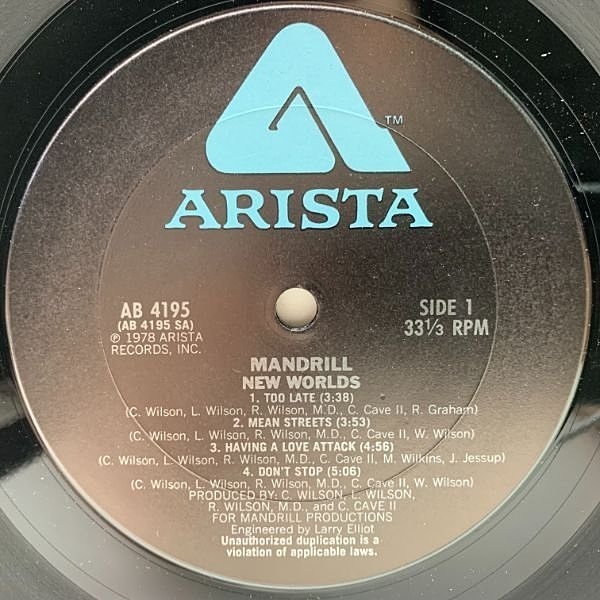 TM
ARISTA
AB 4195
(AB 4195 SA)
℗ 1978 ARISTA
RECORDS, INC.
SIDE 1
33⅓ RPM
MANDRILL
NEW WORLDS
1. TOO LATE (3:38)
(C. Wilson, L. Wilson, R. Wilson, M.D., C. Cave II, R. Graham)
2. MEAN STREETS (3:53)
(C. Wilson, L. Wilson, R. Wilson, M.D., C. Cave II, W. Wilson)
3. HAVING A LOVE ATTACK (4:56)
(C. Wilson, L. Wilson, R. Wilson, M.D., C. Cave II, M. Wilkins, J. Jessup)
4. DON'T STOP (5:06)
(C. Wilson, L. Wilson, R. Wilson, M.D., C. Cave II, W. Wilson)
PRODUCED BY: C. WILSON, L. WILSON,
R. WILSON, M.D., and C. CAVE II
FOR MANDRILL PRODUCTIONS
Engineered by Larry Elliot
Unauthorized duplication is a
violation of applicable laws.